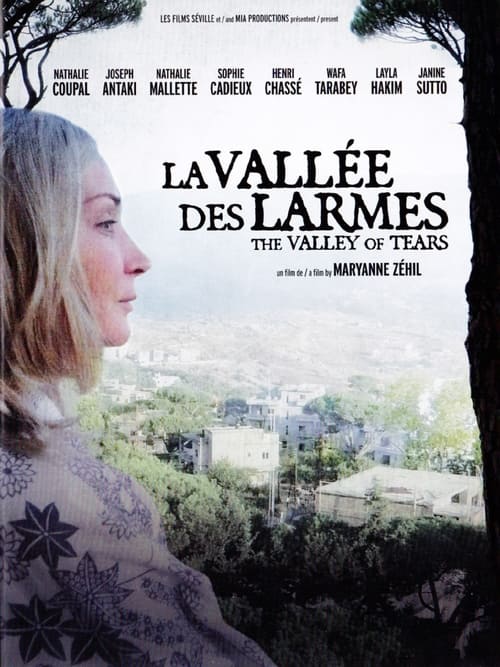 LES FILMS SÉVILLE et / and MIA PRODUCTIONS présentent / present
NATHALIE COUPAL JOSEPH ANTAKI NATHALIE MALLETTE SOPHIE CADIEUX HENRI CHASSÉ WAFA TARABEY LAYLA HAKIM JANINE SUTTO
LA VALLÉE
DES LARMES
THE VALLEY OF TEARS
un film de / a film by MARYANNE ZÉHIL